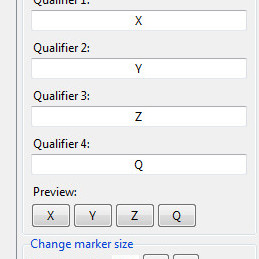 Qualifier 1:
X
Qualifier 2:
Y
Qualifier 3:
Z
Qualifier 4:
Q
Preview:
X Y Z Q
Change marker size